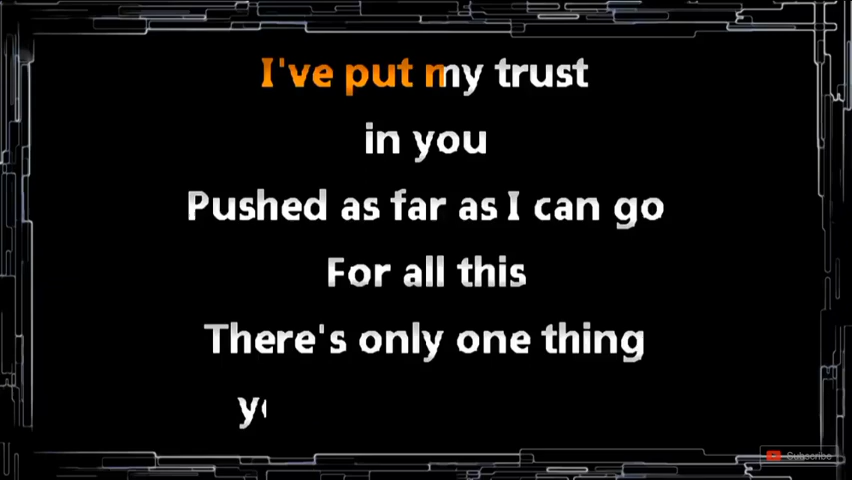 I've put my trust
in you
Pushed as far as I can go
For all this
There's only one thing
Subscribe